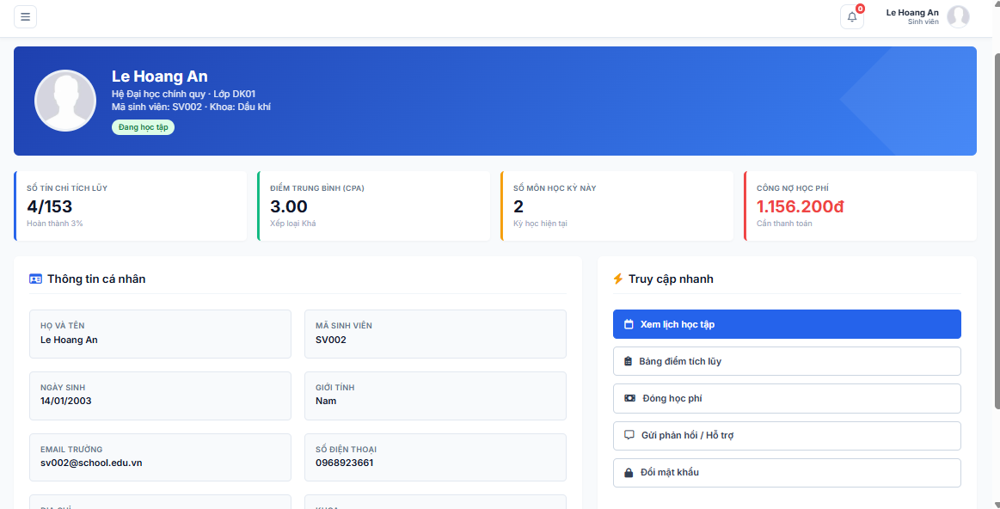 0
Le Hoang An
Sinh viên
Le Hoang An
Hệ Đại học chính quy · Lớp DK01
Mã sinh viên: SV002 · Khoa: Dầu khí
Đang học tập
SỐ TÍN CHỈ TÍCH LŨY
4/153
Hoàn thành 3%
ĐIỂM TRUNG BÌNH (CPA)
3.00
Xếp loại Khá
SỐ MÔN HỌC KỲ NÀY
2
Kỳ học hiện tại
CÔNG NỢ HỌC PHÍ
1.156.200đ
Cần thanh toán
Thông tin cá nhân
HỌ VÀ TÊN
Le Hoang An
MÃ SINH VIÊN
SV002
NGÀY SINH
14/01/2003
GIỚI TÍNH
Nam
EMAIL TRƯỜNG
sv002@school.edu.vn
SỐ ĐIỆN THOẠI
0968923661
ĐỊA CHỈ
KHOA
Truy cập nhanh
Xem lịch học tập
Bảng điểm tích lũy
Đóng học phí
Gửi phản hồi / Hỗ trợ
Đổi mật khẩu